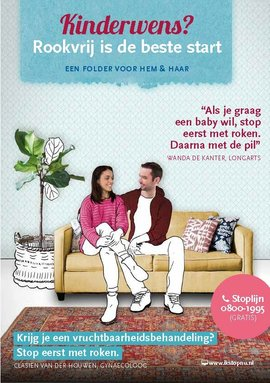 Kinderwens?
Rookvrij is de beste start
EEN FOLDER VOOR HEM & HAAR
“Als je graag
een baby wil, stop
eerst met roken.
Daarna met de pil”
WANDA DE KANTER, LONGARTS
Stoplijn
0800-1995
(GRATIS)
www.ikstopnu.nl
Krijg je een vruchtbaarheidsbehandeling?
Stop eerst met roken.
CLASIEN VAN DER HOUWEN, GYNAECOLOOG